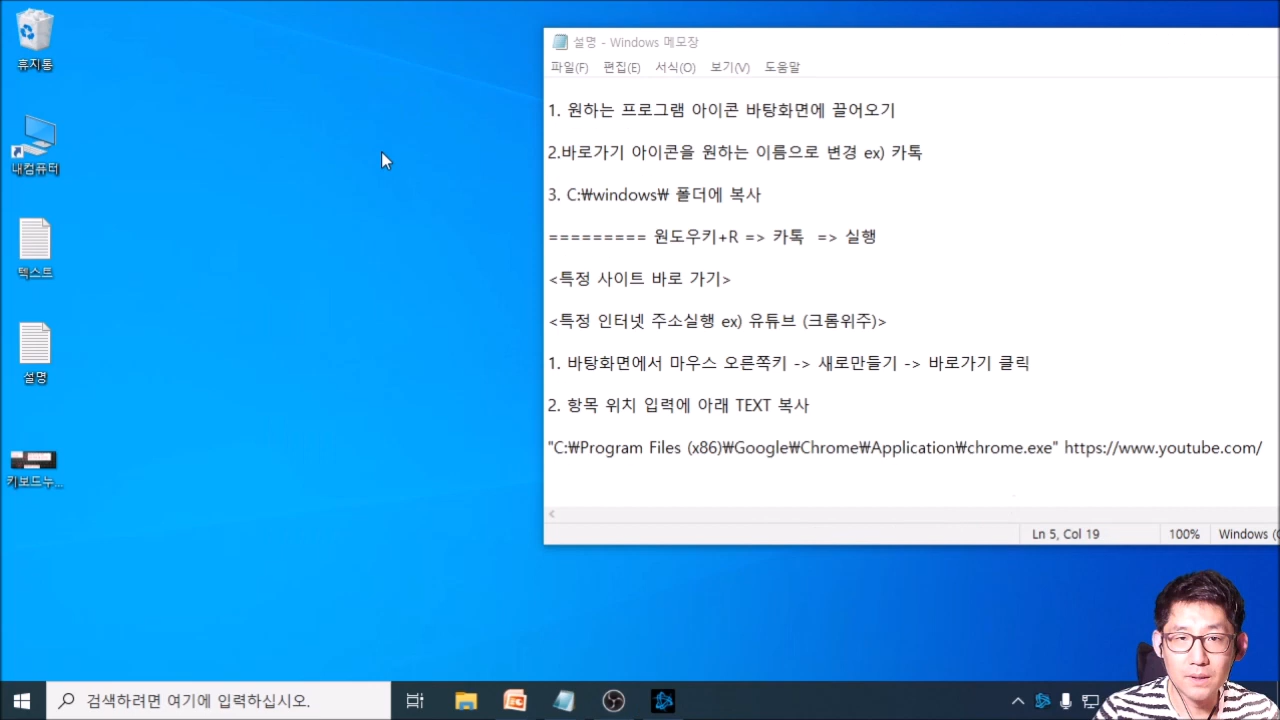 휴지통
내컴퓨터
텍스트
설명
키보드누...
설명 - Windows 메모장
파일(F) 편집(E) 서식(O) 보기(V) 도움말
1. 원하는 프로그램 아이콘 바탕화면에 끌어오기
2.바로가기 아이콘을 원하는 이름으로 변경 ex) 카톡
3. C:₩windows₩ 폴더에 복사
========= 윈도우키+R => 카톡  => 실행
<특정 사이트 바로 가기>
<특정 인터넷 주소실행 ex) 유튜브 (크롬위주)>
1. 바탕화면에서 마우스 오른쪽키 -> 새로만들기 -> 바로가기 클릭
2. 항목 위치 입력에 아래 TEXT 복사
"C:₩Program Files (x86)₩Google₩Chrome₩Application₩chrome.exe" https://www.youtube.com/
Ln 5, Col 19 100% Windows (
검색하려면 여기에 입력하십시오.